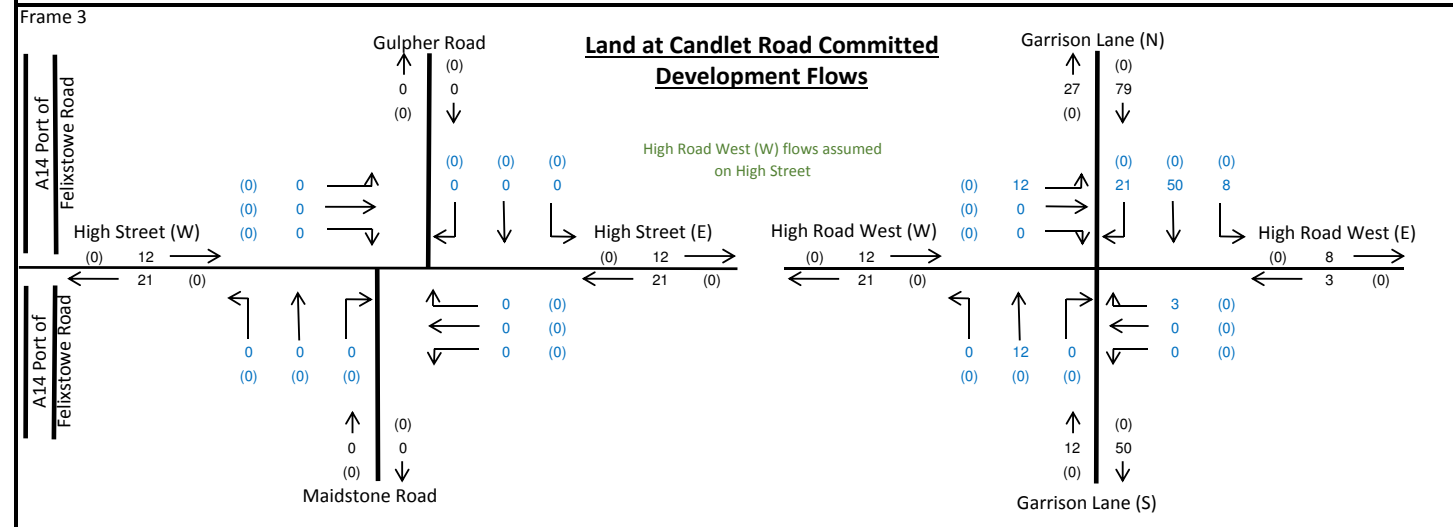 Frame 3
Land at Candlet Road Committed
Development Flows
High Road West (W) flows assumed
on High Street
A14 Port of
Felixstowe Road
A14 Port of
Felixstowe Road
Gulpher Road
(0)
0 0
(0)
(0) (0) (0)
(0) 0 0 0 0
(0) 0
(0) 0
High Street (W)
(0) 12
21 (0)
High Street (E)
(0) 12
21 (0)
0 (0)
0 (0)
0 (0)
0 0 0
(0) (0) (0)
(0)
0 0
(0)
Maidstone Road
Garrison Lane (N)
(0)
27 79
(0)
(0) (0) (0)
(0) 12 21 50 8
(0) 0
(0) 0
High Road West (W)
(0) 12
21 (0)
High Road West (E)
(0) 8
3 (0)
3 (0)
0 (0)
0 (0)
0 12 0
(0) (0) (0)
(0)
12 50
(0)
Garrison Lane (S)